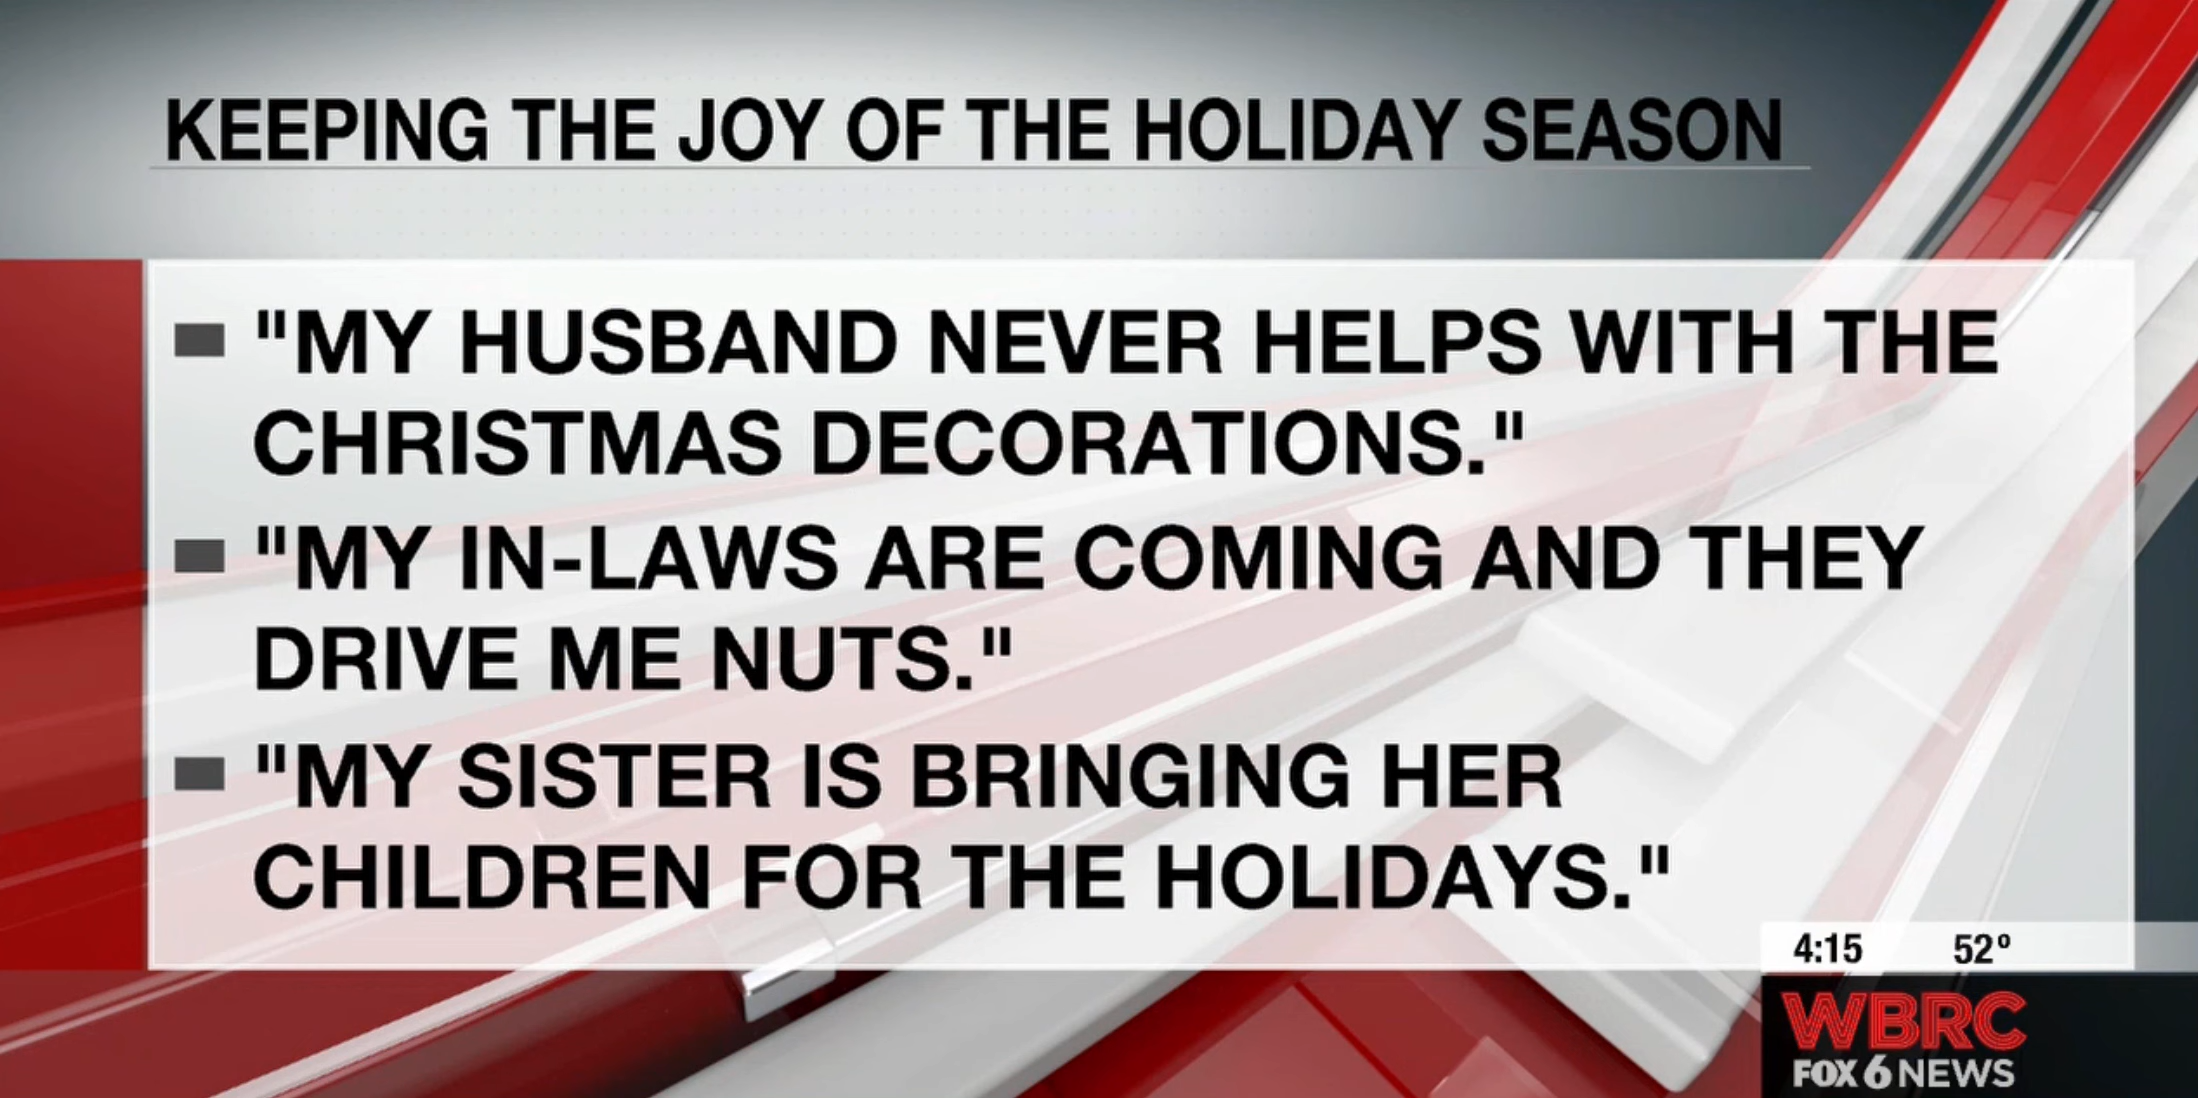 KEEPING THE JOY OF THE HOLIDAY SEASON
"MY HUSBAND NEVER HELPS WITH THE
CHRISTMAS DECORATIONS."
"MY IN-LAWS ARE COMING AND THEY
DRIVE ME NUTS."
"MY SISTER IS BRINGING HER
CHILDREN FOR THE HOLIDAYS."
4:15 52°
WBRC
FOX 6 NEWS